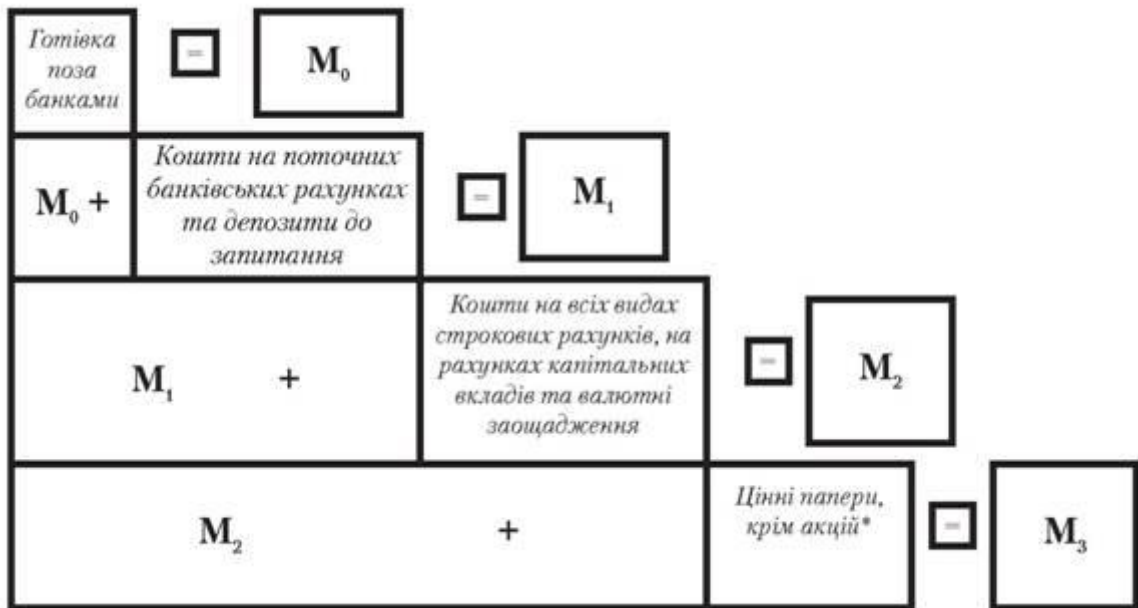 Готівка
поза
банками
=
M₀
M₀ +
Кошти на поточних
банківських рахунках
та депозити до
запитання
=
M₁
M₁ +
Кошти на всіх видах
строкових рахунків, на
рахунках капітальних
вкладів та валютні
заощадження
=
M₂
M₂ +
Цінні папери,
крім акцій*
=
M₃